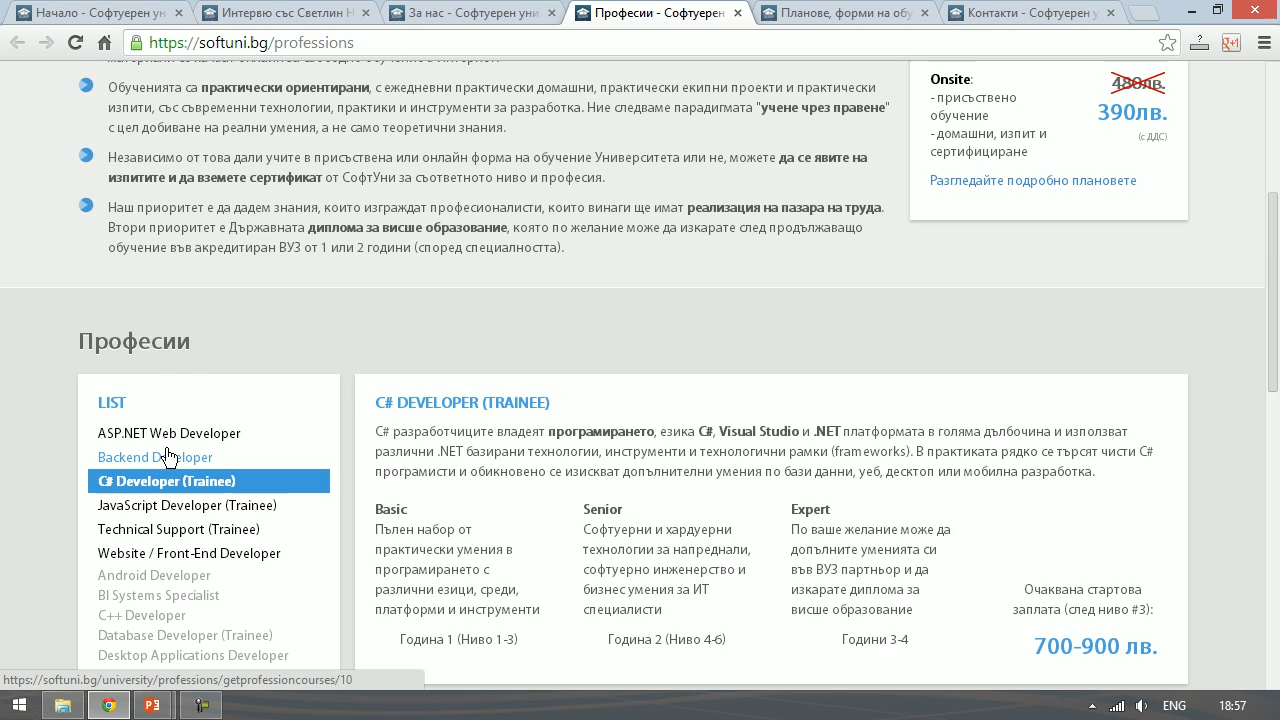 Начало - Софтуерен ун
Интервю със Светлин Н
За нас - Софтуерен уни
Професии - Софтуерен
Планове, форми на обу
Контакти - Софтуерен у
https://softuni.bg/professions
Обученията са практически ориентирани, с ежедневни практически домашни, практически екипни проекти и практически
изпити, със съвременни технологии, практики и инструменти за разработка. Ние следваме парадигмата "учене чрез правене"
с цел добиване на реални умения, а не само теоретични знания.
Независимо от това дали учите в присъствена или онлайн форма на обучение Университета или не, можете да се явите на
изпитите и да вземете сертификат от СофтУни за съответното ниво и професия.
Наш приоритет е да дадем знания, които изграждат професионалисти, които винаги ще имат реализация на пазара на труда.
Втори приоритет е Държавната диплома за висше образование, която по желание може да изкарате след продължаващо
обучение във акредитиран ВУЗ от 1 или 2 години (според специалността).
Onsite:
- присъствено
обучение
- домашни, изпит и
сертифициране
480лв.
390лв.
(с ДДС)
Разгледайте подробно плановете
Професии
LIST
ASP.NET Web Developer
Backend Developer
C# Developer (Trainee)
JavaScript Developer (Trainee)
Technical Support (Trainee)
Website / Front-End Developer
Android Developer
BI Systems Specialist
C++ Developer
Database Developer (Trainee)
Desktop Applications Developer
C# DEVELOPER (TRAINEE)
C# разработчиците владеят програмирането, езика C#, Visual Studio и .NET платформата в голяма дълбочина и използват
различни .NET базирани технологии, инструменти и технологични рамки (frameworks). В практиката рядко се търсят чисти C#
програмисти и обикновено се изискват допълнителни умения по бази данни, уеб, десктоп или мобилна разработка.
Basic
Пълен набор от
практически умения в
програмирането с
различни езици, среди,
платформи и инструменти
Година 1 (Ниво 1-3)
Senior
Софтуерни и хардуерни
технологии за напреднали,
софтуерно инженерство и
бизнес умения за ИТ
специалисти
Година 2 (Ниво 4-6)
Expert
По ваше желание може да
допълните уменията си
във ВУЗ партньор и да
изкарате диплома за
висше образование
Години 3-4
Очаквана стартова
заплата (след ниво #3):
700-900 лв.
https://softuni.bg/university/professions/getprofessioncourses/10
ENG
18:57